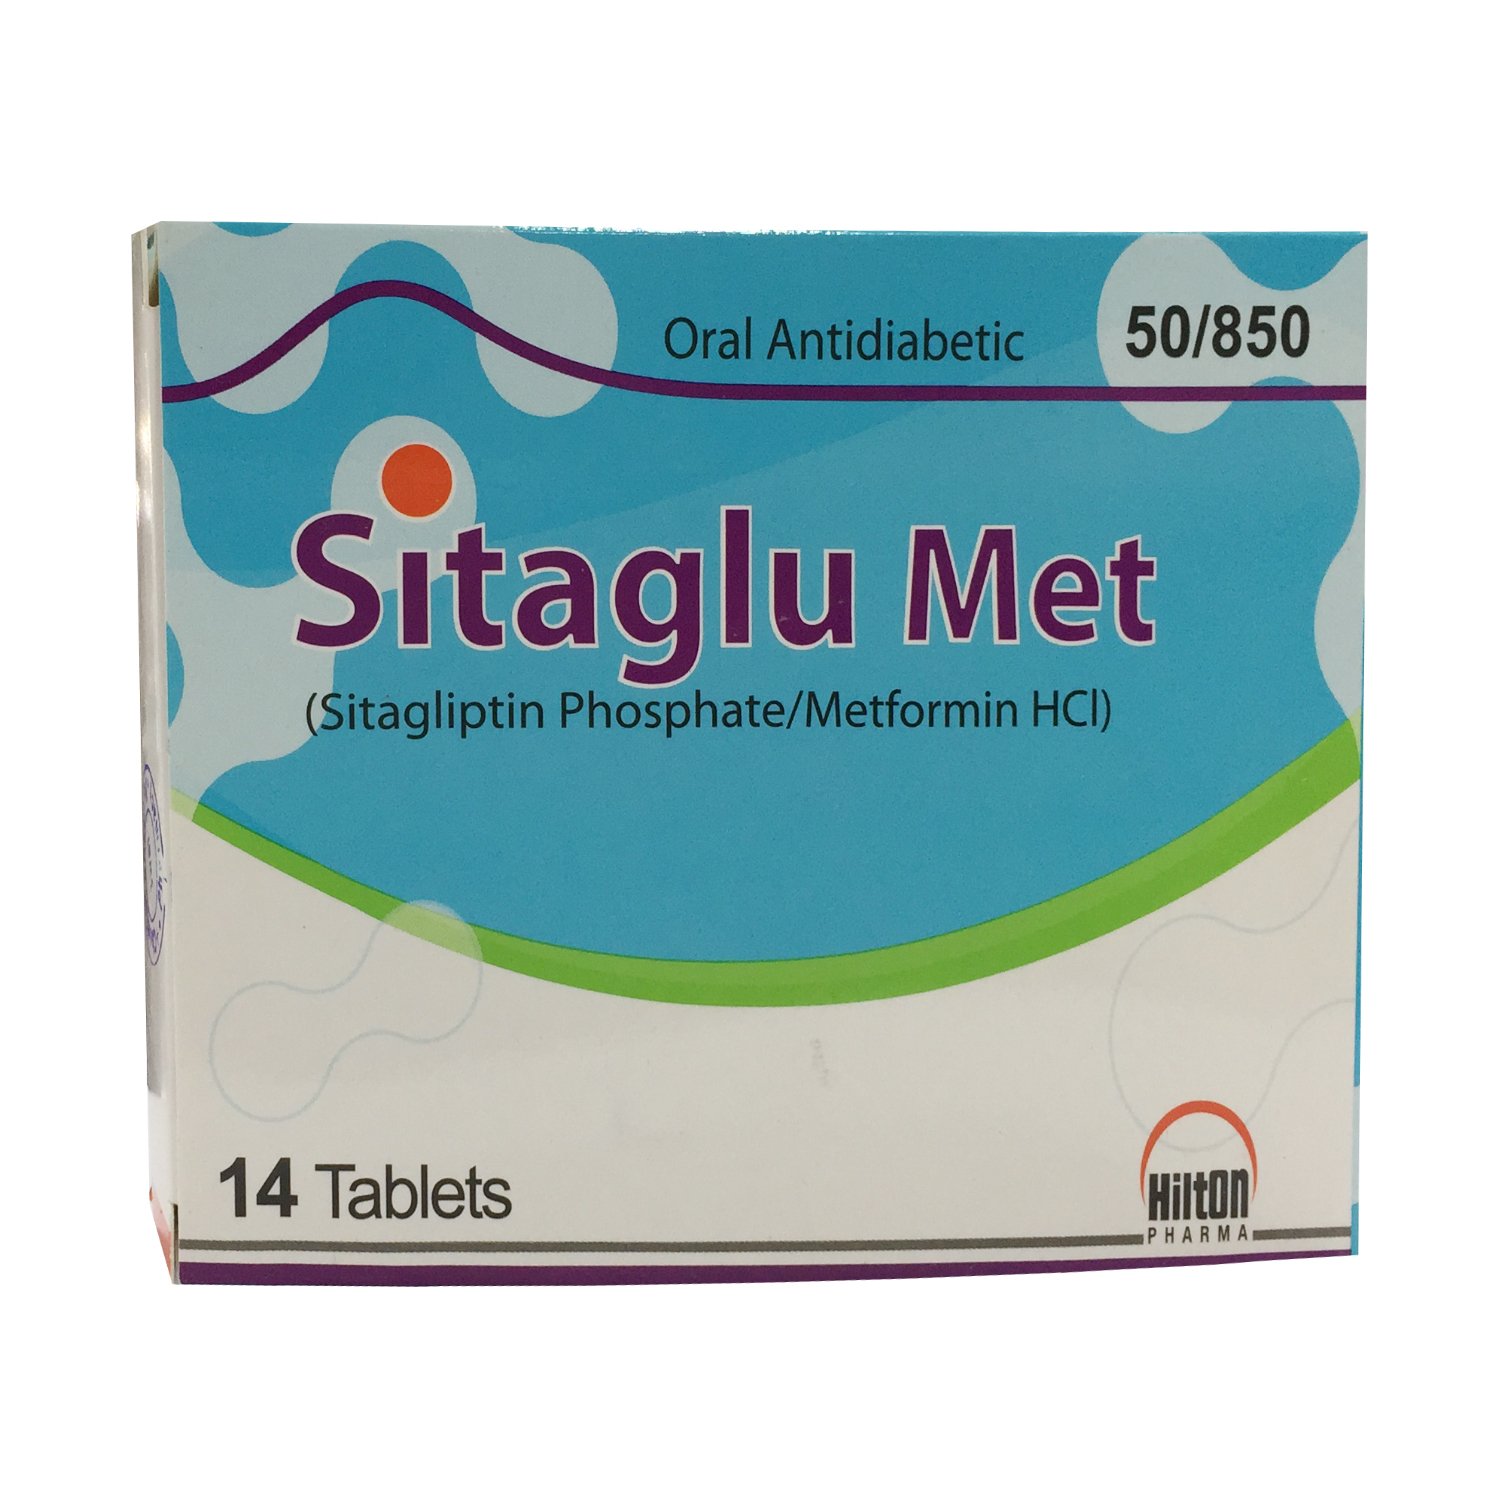 Oral Antidiabetic
50/850
Sitaglu Met
(Sitagliptin Phosphate/Metformin HCl)
14 Tablets
Hilton
PHARMA